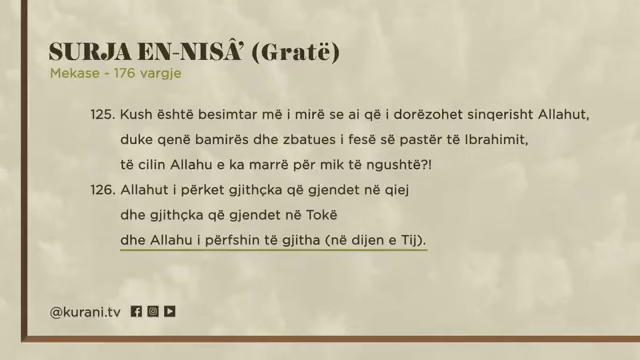 SURJA EN-NISÂ’ (Gratë)
Mekase - 176 vargje
125. Kush është besimtar më i mirë se ai që i dorëzohet sinqerisht Allahut,
duke qenë bamirës dhe zbatues i fesë së pastër të Ibrahimit,
të cilin Allahu e ka marrë për mik të ngushtë?!
126. Allahut i përket gjithçka që gjendet në qiej
dhe gjithçka që gjendet në Tokë
dhe Allahu i përfshin të gjitha (në dijen e Tij).
@kurani.tv